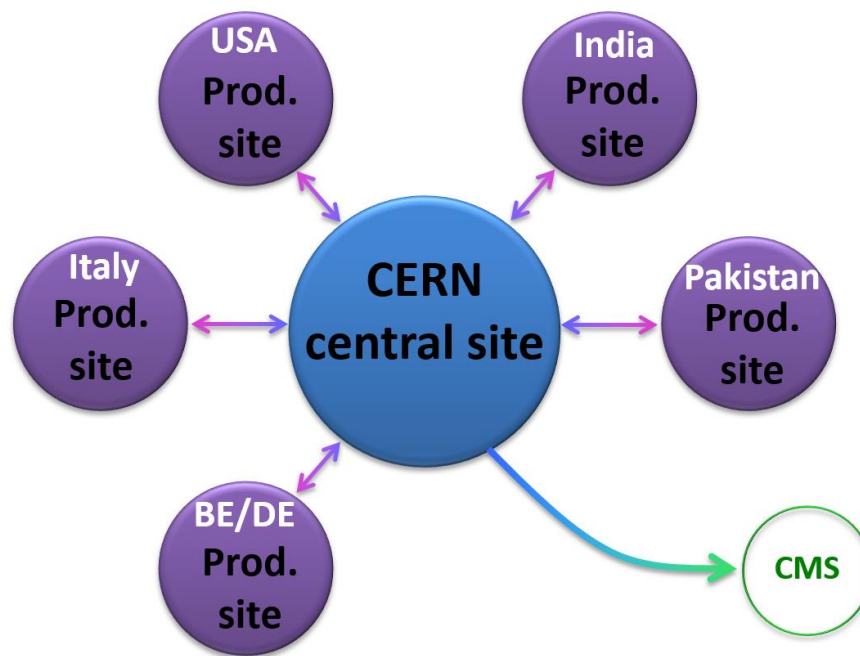 USA
Prod.
site
India
Prod.
site
Italy
Prod.
site
CERN
central site
Pakistan
Prod.
site
BE/DE
Prod.
site
CMS